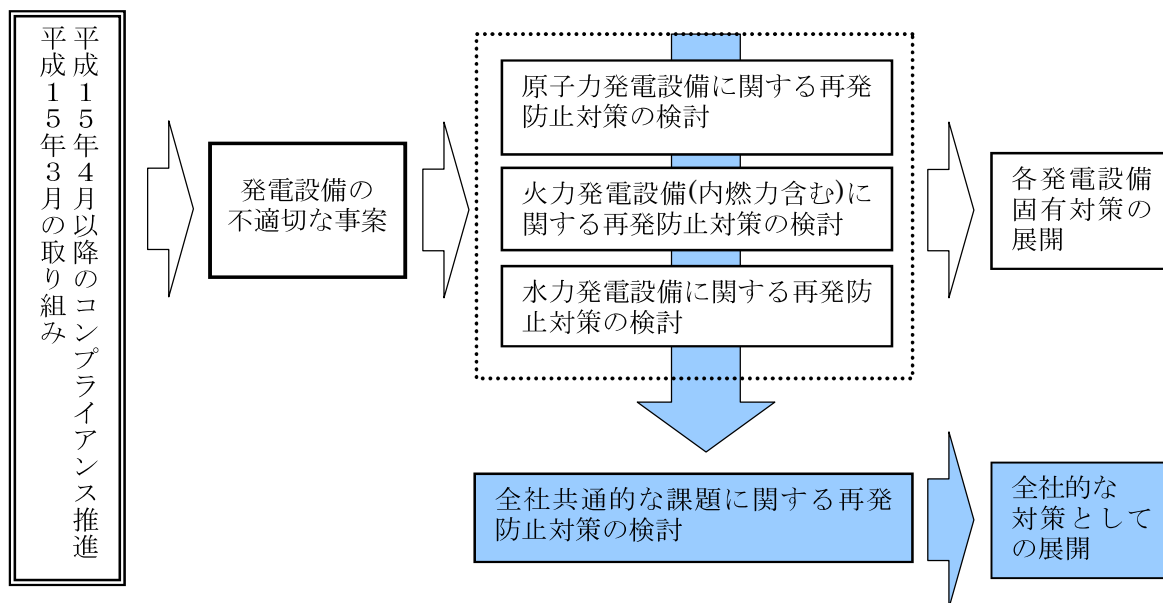 平成１５年４月以降のコンプライアンス推進
平成１５年３月の取り組み
発電設備の
不適切な事案
原子力発電設備に関する再発
防止対策の検討
火力発電設備(内燃力含む)に
関する再発防止対策の検討
水力発電設備に関する再発防
止対策の検討
各発電設備
固有対策の
展開
全社共通的な課題に関する再発
防止対策の検討
全社的な
対策として
の展開